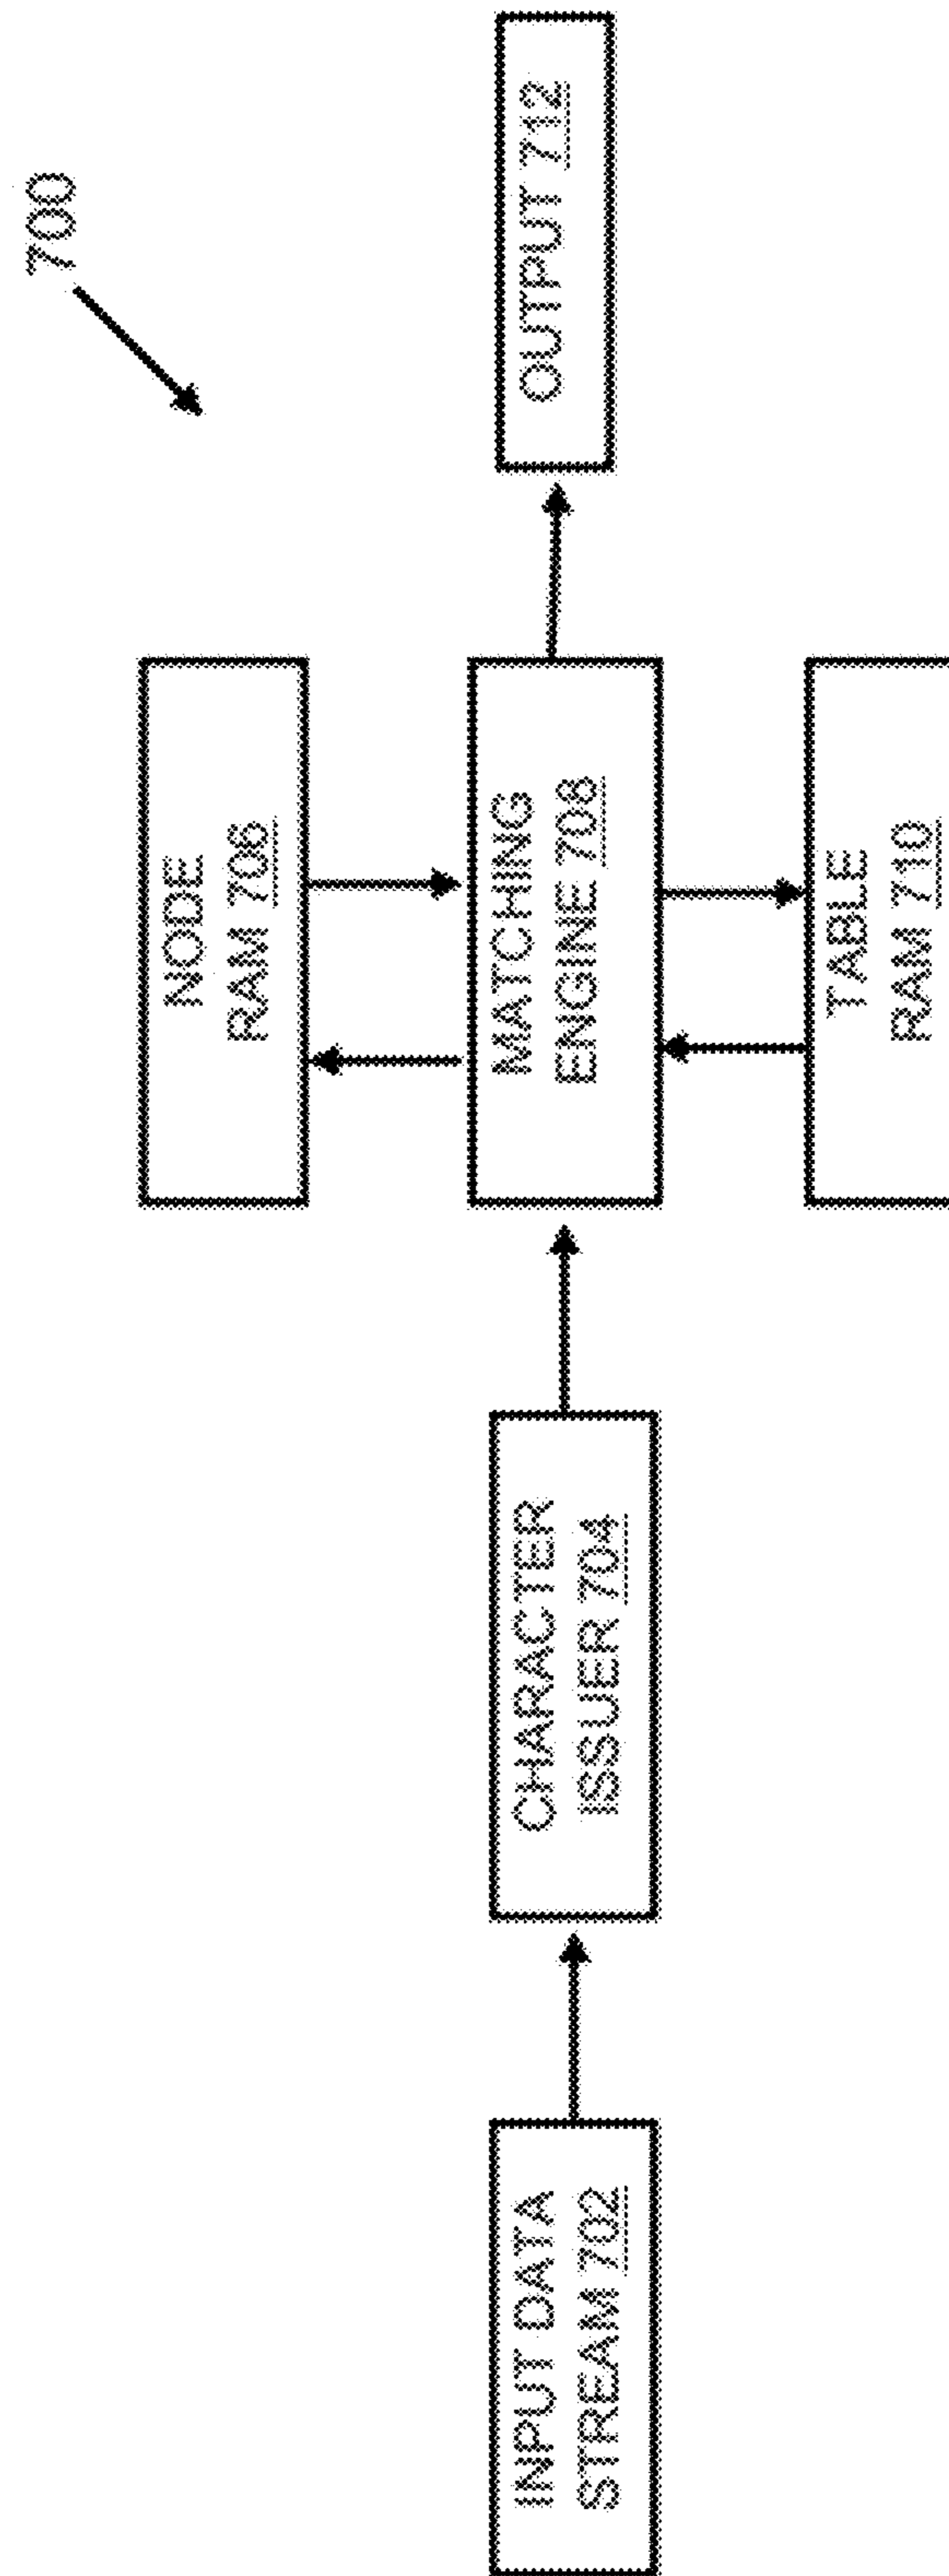 700
INPUT DATA
STREAM 702
CHARACTER
ISSUER 704
NODE
RAM 706
MATCHING
ENGINE 708
TABLE
RAM 710
OUTPUT 712